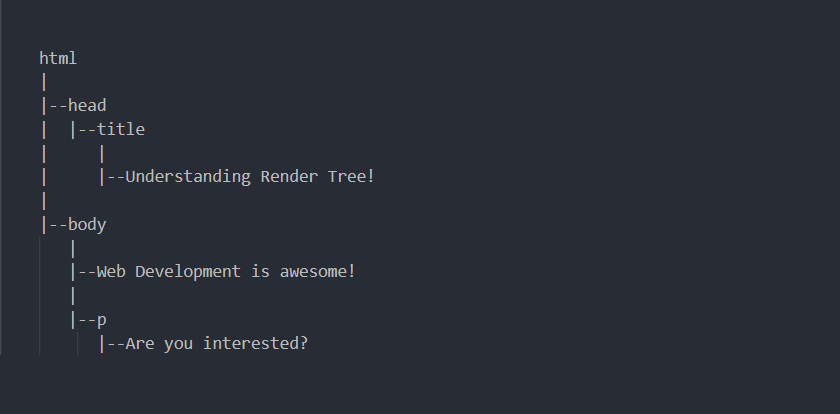 html
|
|--head
|  |--title
|     |
|     |--Understanding Render Tree!
|
|--body
   |
   |--Web Development is awesome!
   |
   |--p
      |--Are you interested?